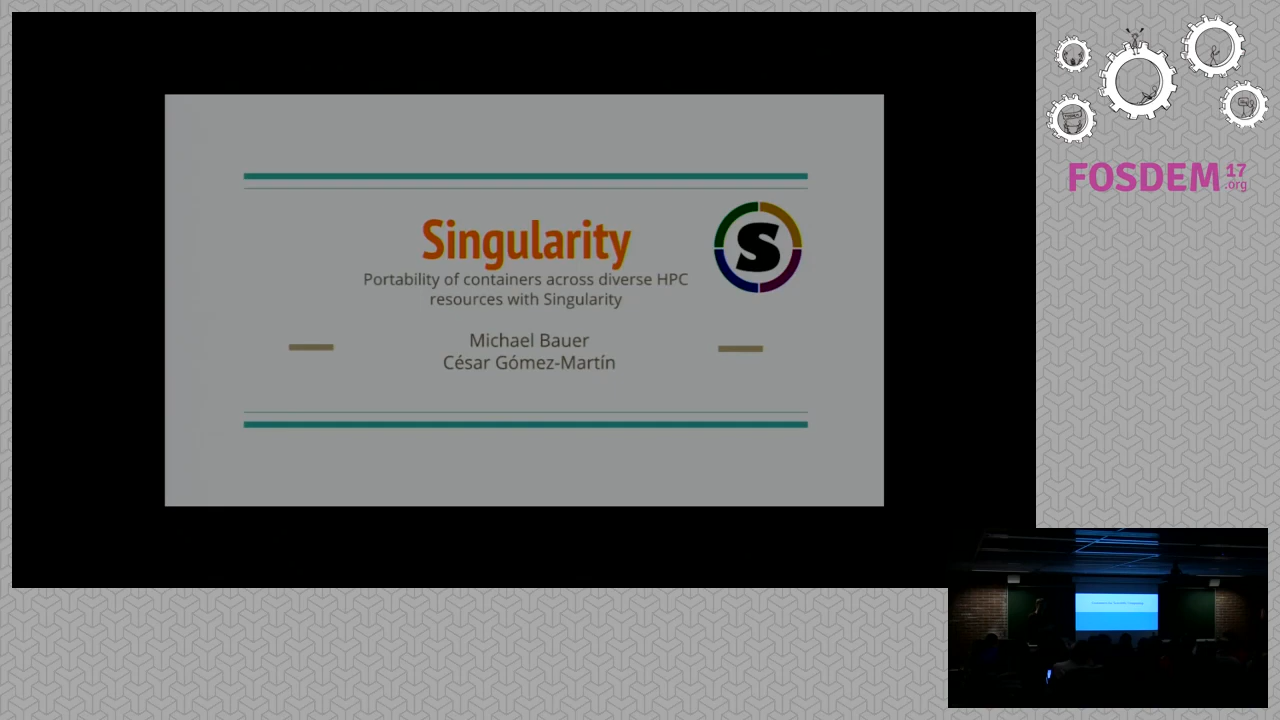 Singularity
S
Portability of containers across diverse HPC
resources with Singularity
Michael Bauer
César Gómez-Martín
FOSDEM 17
.org